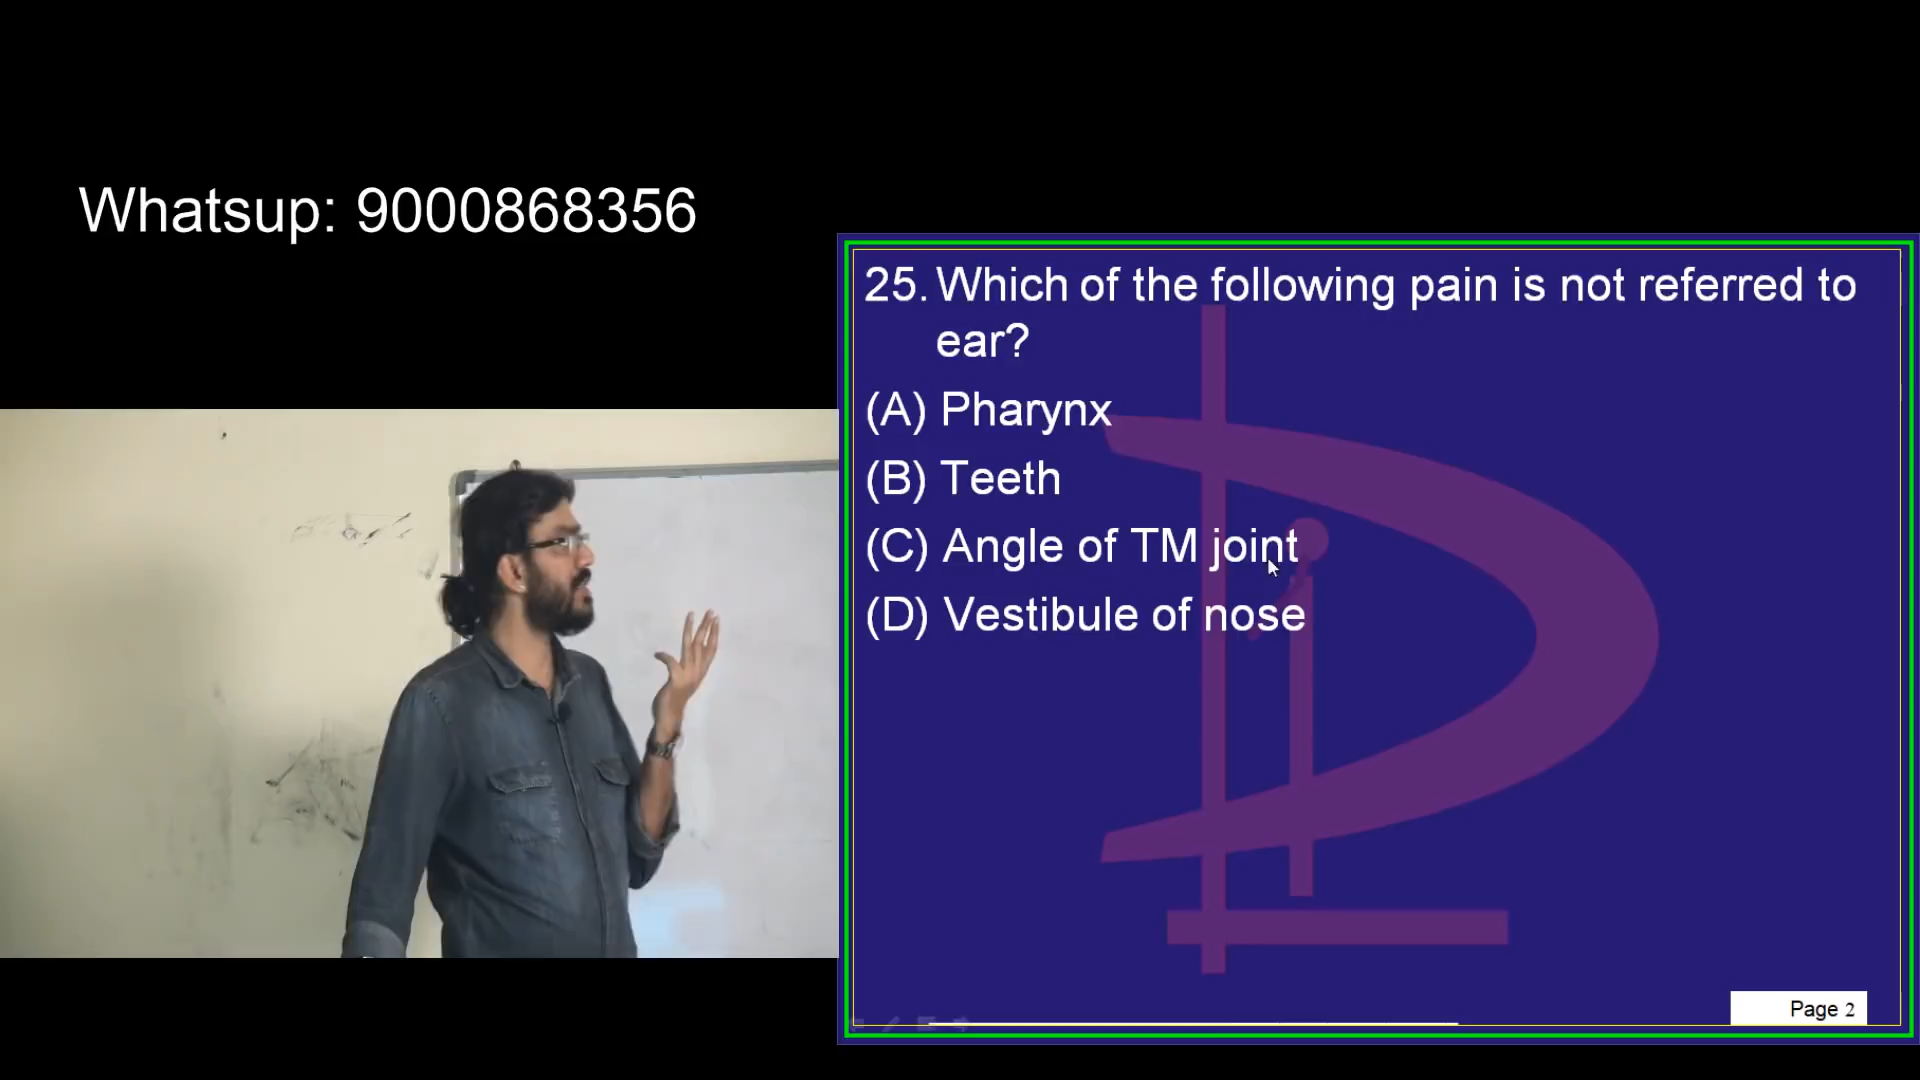 Whatsup: 9000868356
25. Which of the following pain is not referred to
ear?
(A) Pharynx
(B) Teeth
(C) Angle of TM joint
(D) Vestibule of nose
Page 2